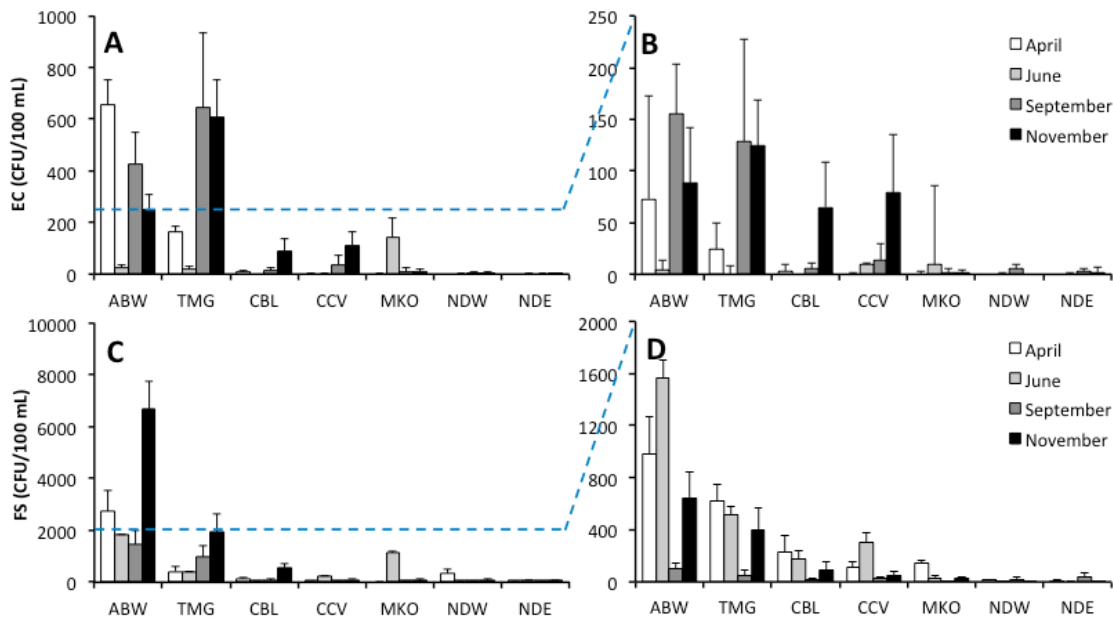 A
EC (CFU/100 mL)
1000
800
600
400
200
0
ABW TMG CBL CCV MKO NDW NDE
B
250
200
150
100
50
0
ABW TMG CBL CCV MKO NDW NDE
April
June
September
November
C
FS (CFU/100 mL)
10000
8000
6000
4000
2000
0
ABW TMG CBL CCV MKO NDW NDE
D
2000
1600
1200
800
400
0
ABW TMG CBL CCV MKO NDW NDE
April
June
September
November